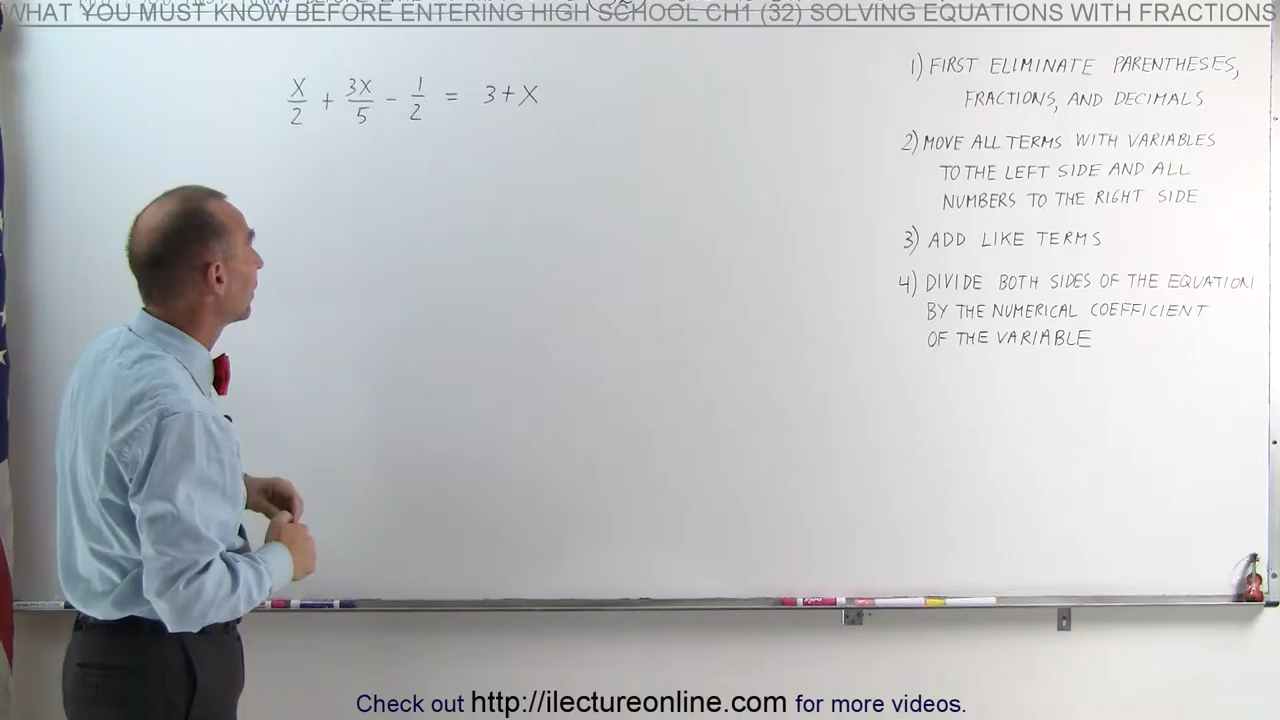 WHAT YOU MUST KNOW BEFORE ENTERING HIGH SCHOOL CH1 (32) SOLVING EQUATIONS WITH FRACTIONS
X/2 + 3X/5 - 1/2 = 3+X
1) FIRST ELIMINATE PARENTHESES,
FRACTIONS, AND DECIMALS
2) MOVE ALL TERMS WITH VARIABLES
TO THE LEFT SIDE AND ALL
NUMBERS TO THE RIGHT SIDE
3) ADD LIKE TERMS
4) DIVIDE BOTH SIDES OF THE EQUATION
BY THE NUMERICAL COEFFICIENT
OF THE VARIABLE
Check out http://ilectureonline.com for more videos.